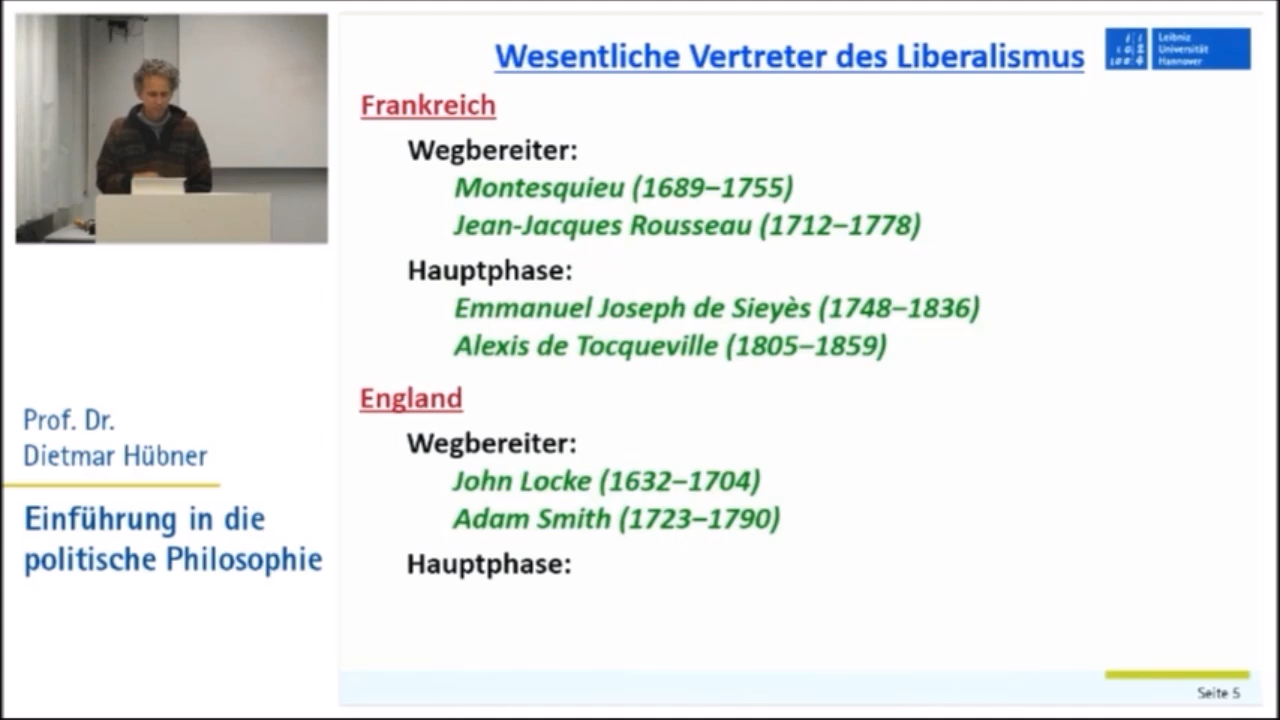 Wesentliche Vertreter des Liberalismus
Leibniz
Universität
Hannover
Frankreich
Wegbereiter:
Montesquieu (1689–1755)
Jean-Jacques Rousseau (1712–1778)
Hauptphase:
Emmanuel Joseph de Sieyès (1748–1836)
Alexis de Tocqueville (1805–1859)
England
Wegbereiter:
John Locke (1632–1704)
Adam Smith (1723–1790)
Hauptphase:
Prof. Dr.
Dietmar Hübner
Einführung in die
politische Philosophie
Seite 5